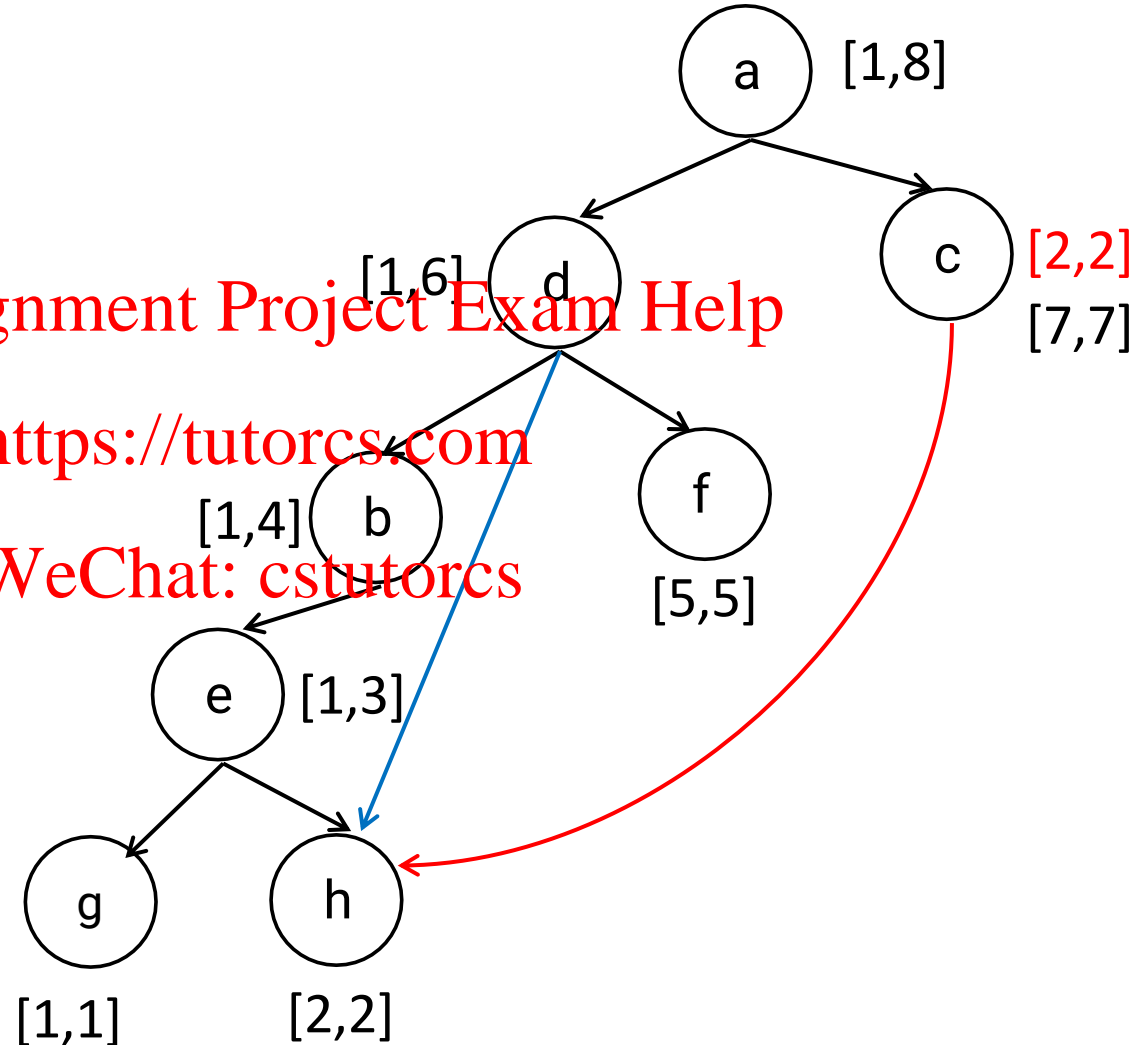 a [1,8]
c [2,2]
[7,7]
[1,6] d
gnment Project Exam Help
https://tutorcs.com
[1,4] b
f
[5,5]
WeChat: cstutorcs
e [1,3]
g
h
[1,1]
[2,2]